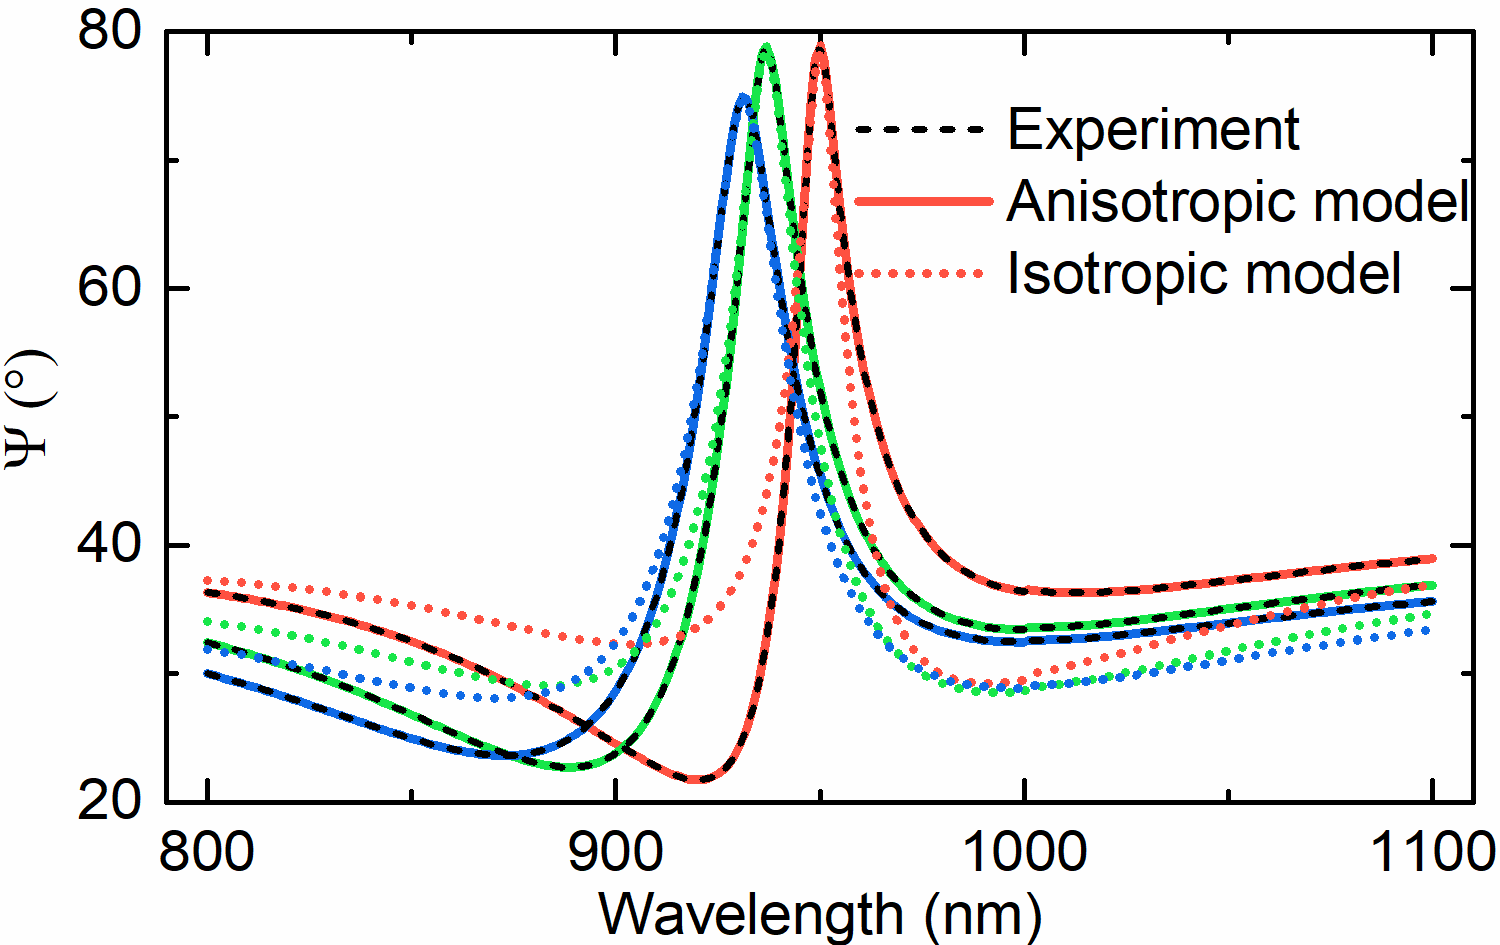 80
60
40
20
Ψ (°)
Experiment
Anisotropic model
Isotropic model
800 900 1000 1100
Wavelength (nm)